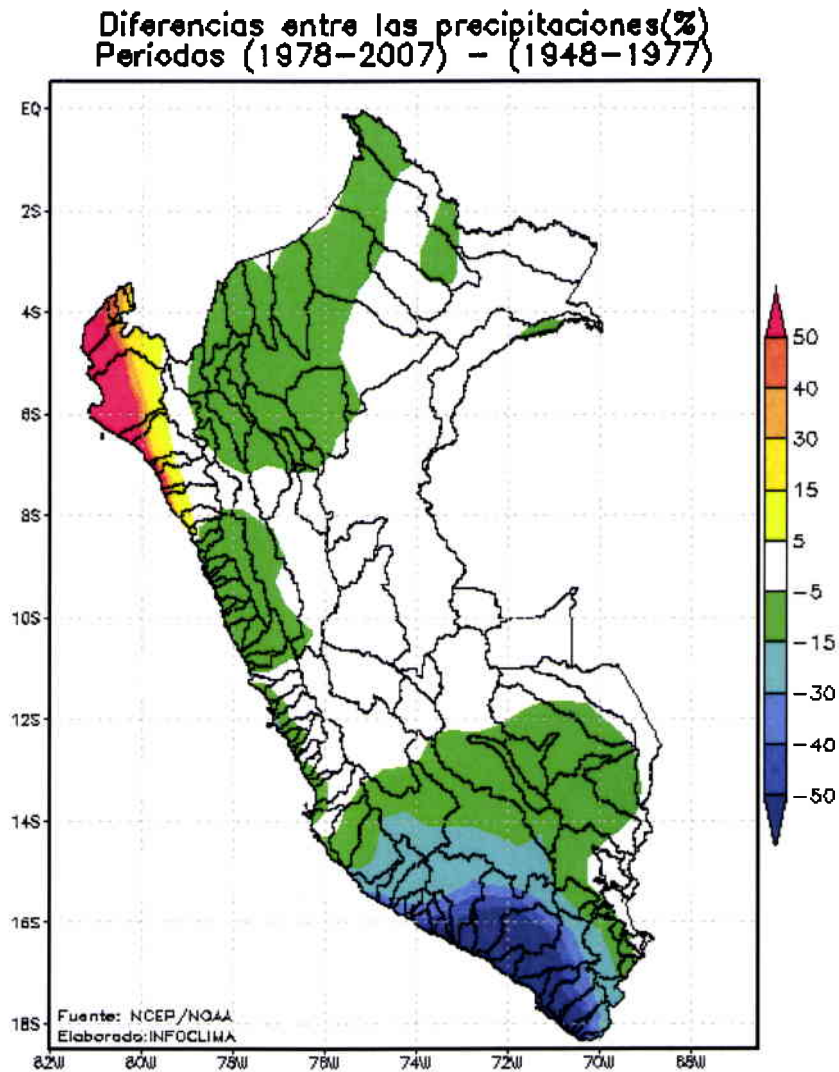 Diferencias entre las precipitaciones(%)
Períodos (1978-2007) - (1948-1977)
EQ
2S
4S
6S
8S
10S
12S
14S
16S
18S
82W 80W 78W 76W 74W 72W 70W 68W
50
40
30
15
5
-5
-15
-30
-40
-50
Fuente: NCEP/NOAA
Elaborado:INFOCLIMA